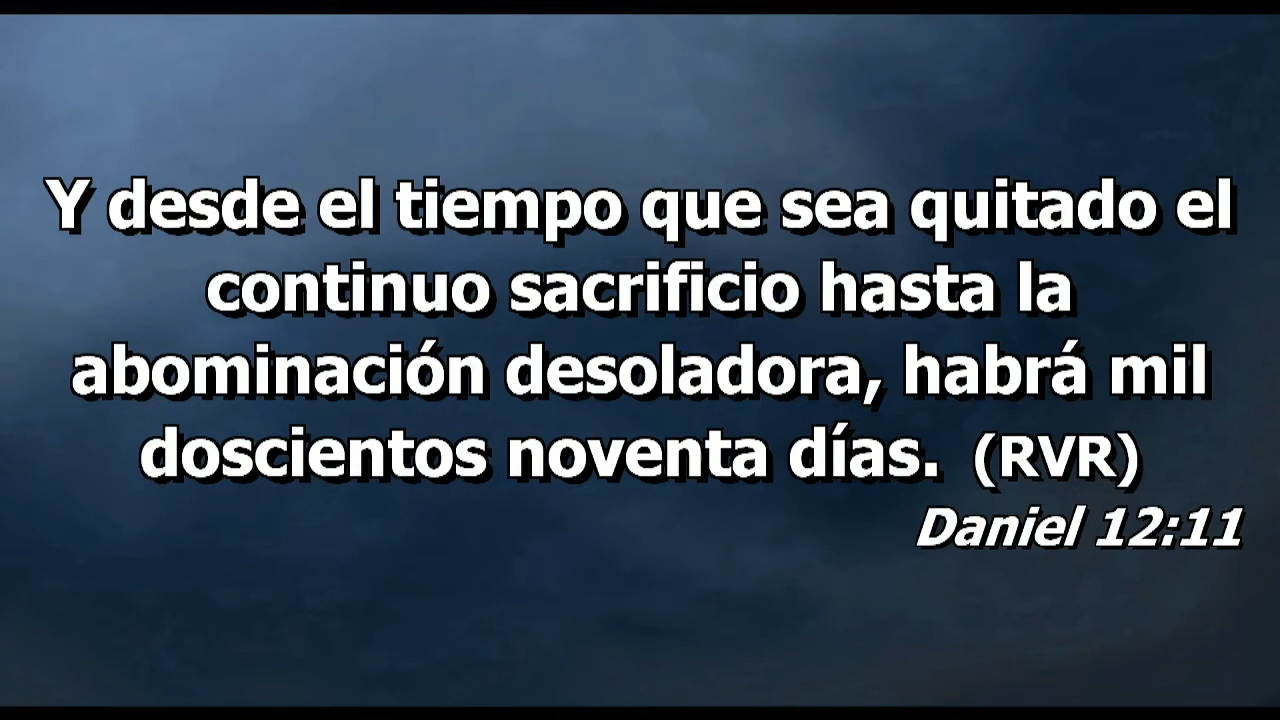 Y desde el tiempo que sea quitado el
continuo sacrificio hasta la
abominación desoladora, habrá mil
doscientos noventa días. (RVR)
Daniel 12:11